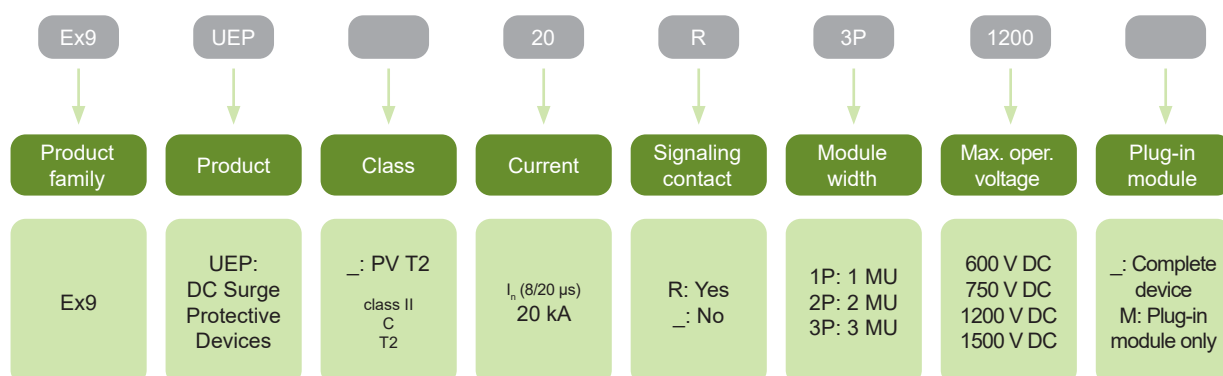 Ex9 UEP 20 R 3P 1200
Product family
Product
Class
Current
Signaling contact
Module width
Max. oper. voltage
Plug-in module
Ex9
UEP:
DC Surge
Protective
Devices
_: PV T2
class II
C
T2
In (8/20 µs)
20 kA
R: Yes
_: No
1P: 1 MU
2P: 2 MU
3P: 3 MU
600 V DC
750 V DC
1200 V DC
1500 V DC
_: Complete
device
M: Plug-in
module only